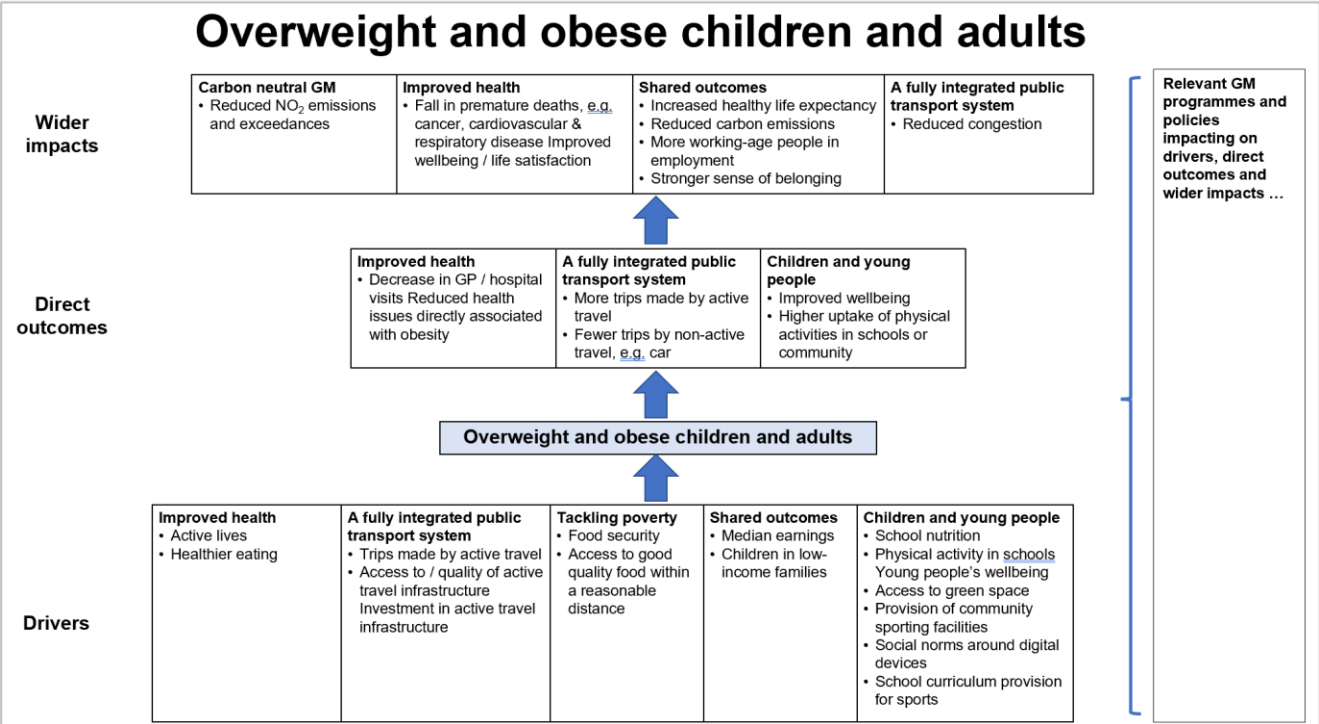 Overweight and obese children and adults
Wider
impacts
Carbon neutral GM
• Reduced NO₂ emissions
and exceedances
Improved health
• Fall in premature deaths, e.g.
cancer, cardiovascular &
respiratory disease Improved
wellbeing / life satisfaction
Shared outcomes
• Increased healthy life expectancy
• Reduced carbon emissions
• More working-age people in
employment
• Stronger sense of belonging
A fully integrated public
transport system
• Reduced congestion
Relevant GM
programmes and
policies
impacting on
drivers, direct
outcomes and
wider impacts …
Direct
outcomes
Improved health
• Decrease in GP / hospital
visits Reduced health
issues directly associated
with obesity
A fully integrated public
transport system
• More trips made by active
travel
• Fewer trips by non-active
travel, e.g. car
Children and young
people
• Improved wellbeing
• Higher uptake of physical
activities in schools or
community
Overweight and obese children and adults
Drivers
Improved health
• Active lives
• Healthier eating
A fully integrated public
transport system
• Trips made by active travel
• Access to / quality of active
travel infrastructure
Investment in active travel
infrastructure
Tackling poverty
• Food security
• Access to good
quality food within
a reasonable
distance
Shared outcomes
• Median earnings
• Children in low-
income families
Children and young people
• School nutrition
• Physical activity in schools
Young people's wellbeing
• Access to green space
• Provision of community
sporting facilities
• Social norms around digital
devices
• School curriculum provision
for sports